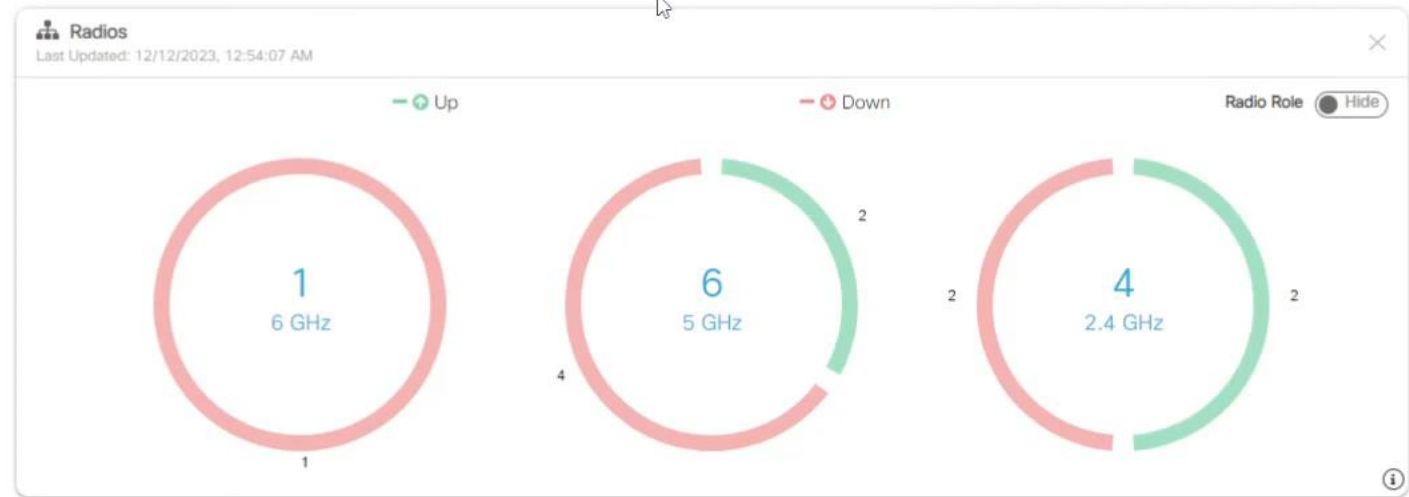 Radios
Last Updated: 12/12/2023, 12:54:07 AM
Up
Down
Radio Role Hide
1
6 GHz
1
6
5 GHz
2
4
4
2.4 GHz
2
2